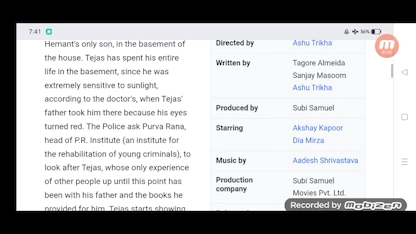 7:41
56%
Hemant's only son, in the basement of
the house. Tejas has spent his entire
life in the basement, since he was
extremely sensitive to sunlight,
according to the doctor's, when Tejas'
father took him there because his eyes
turned red. The Police ask Purva Rana,
head of P.R. Institute (an institute for
the rehabilitation of young criminals), to
look after Tejas, whose only experience
of other people up until this point has
been with his father and the books he
provided for him. Tejas starts showing
Directed by Ashu Trikha
Written by Tagore Almeida
Sanjay Masoom
Ashu Trikha
Produced by Subi Samuel
Starring Akshay Kapoor
Dia Mirza
Music by Aadesh Shrivastava
Production Subi Samuel
company Movies Pvt. Ltd.
Recorded by mobizen